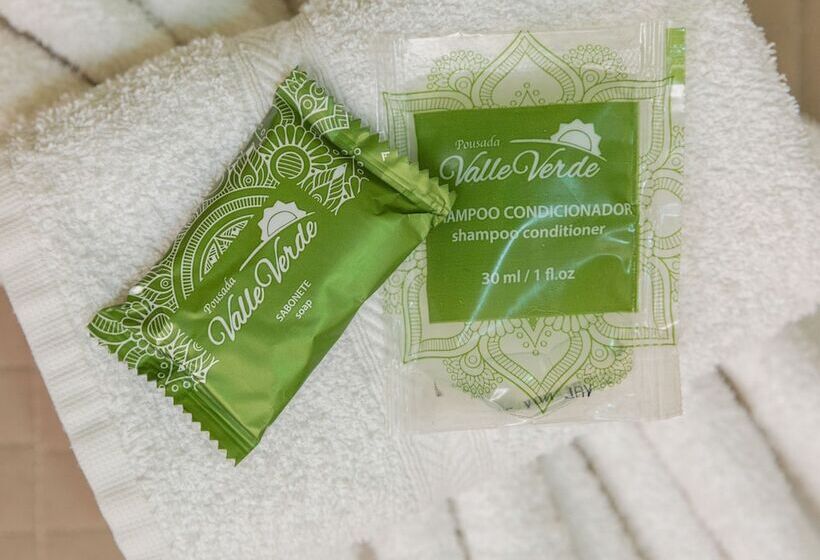 Pousada
Valle Verde
SABONETE
soap
Pousada
Valle Verde
AMPOO CONDICIONADOR
shampoo conditioner
30 ml / 1 fl.oz